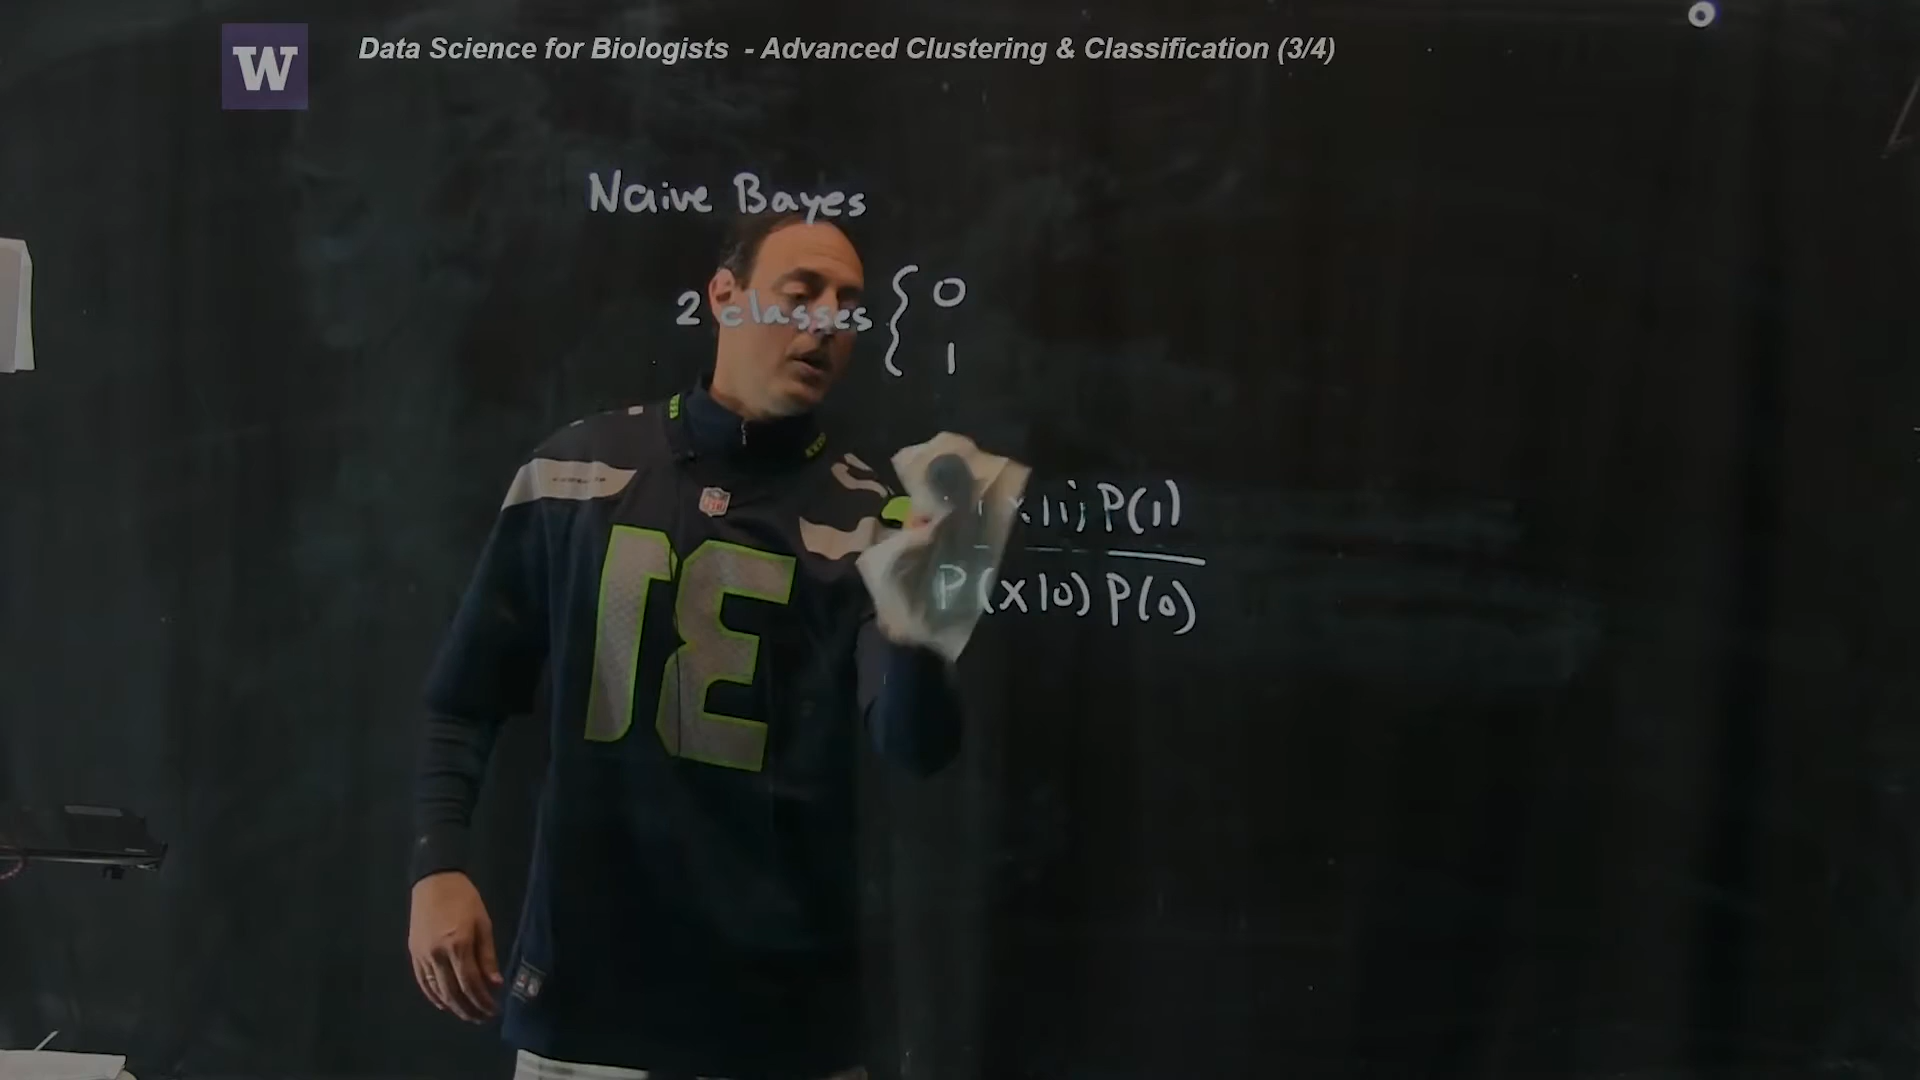 W Data Science for Biologists - Advanced Clustering & Classification (3/4)
Naive Bayes
2 classes { 0
1
P(1)
P(x|0) P(0)
31